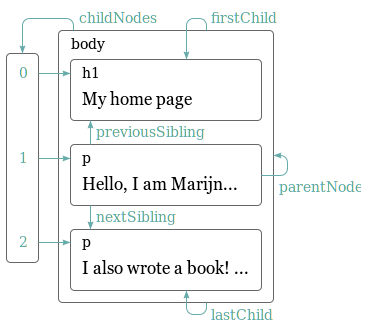 childNodes
firstChild
body
0
h1
My home page
previousSibling
1
p
Hello, I am Marijn...
parentNode
nextSibling
2
p
I also wrote a book! ...
lastChild